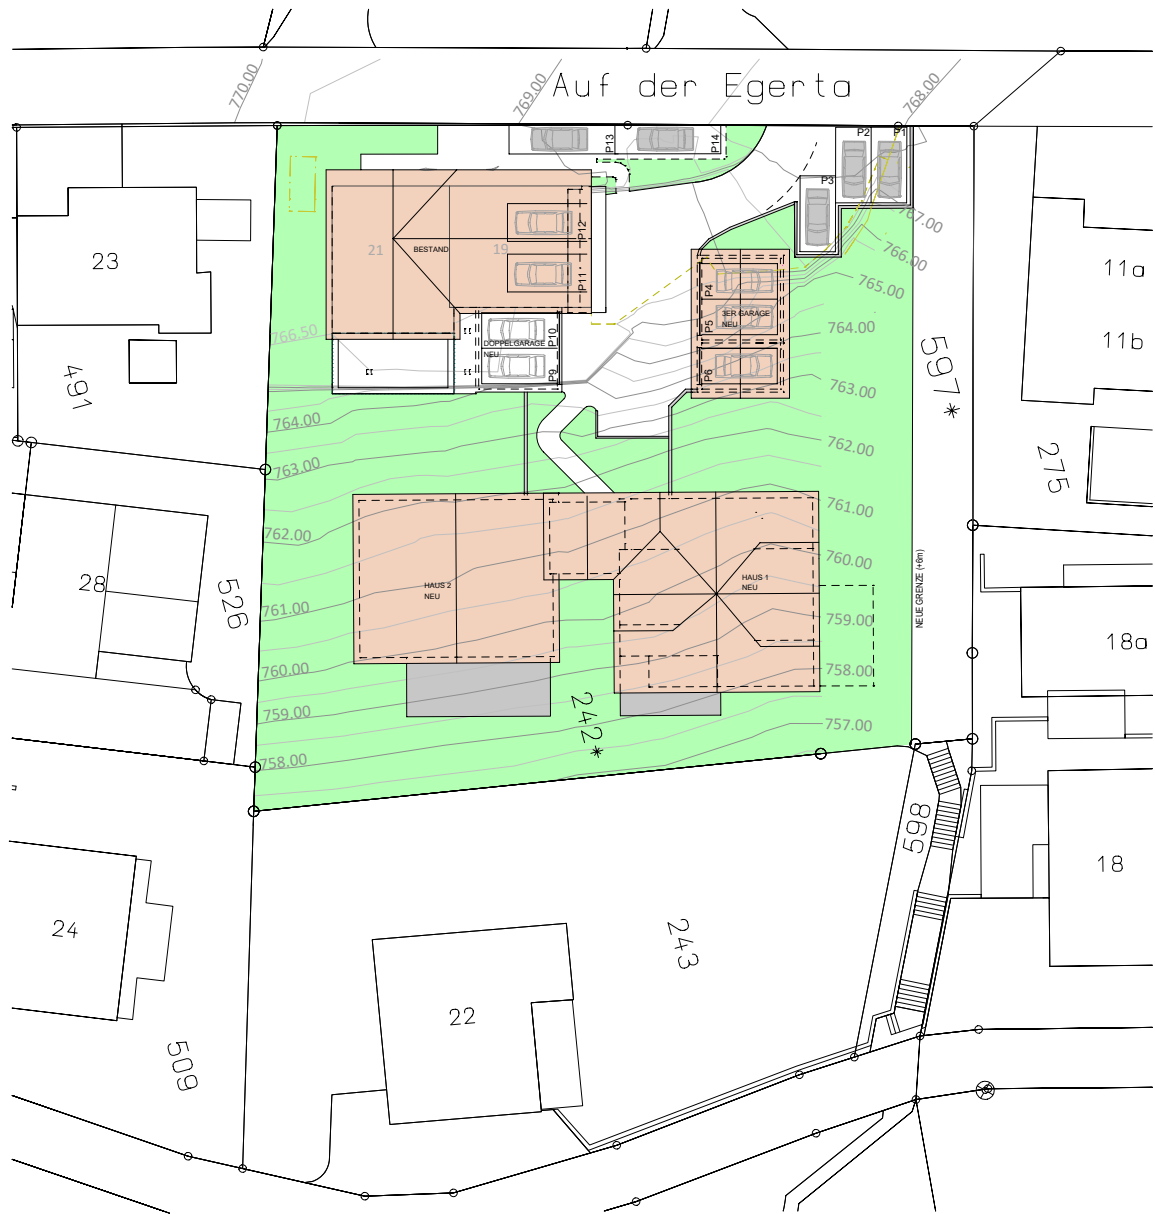 Auf der Egerta
770.00
769.00
768.00
P13
P14
P2
P1
P3
767.00
766.00
765.00
764.00
763.00
762.00
761.00
760.00
759.00
758.00
757.00
23
21
BESTAND
19
P12
P11
P4
P5
3ER GARAGE
NEU
P6
P10
DOPPELGARAGE
NEU
P9
766.50
764.00
763.00
762.00
761.00
760.00
759.00
758.00
491
597*
11a
11b
275
28
526
HAUS 2
NEU
HAUS 1
NEU
NEUE GRENZE (+6m)
18a
242*
598
18
24
243
22
509